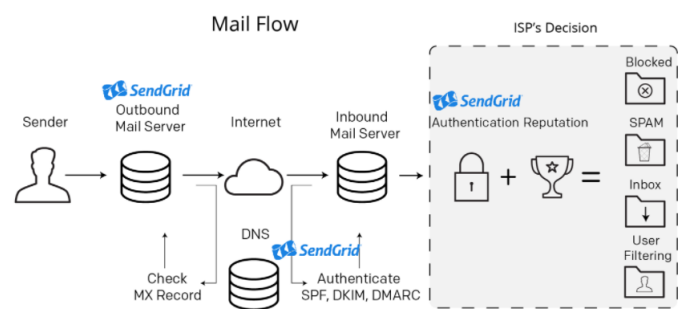 Mail Flow
ISP's Decision
SendGrid
Outbound
Mail Server
Sender
Internet
Inbound
Mail Server
SendGrid
Authentication Reputation
Blocked
SPAM
Inbox
User
Filtering
DNS
SendGrid
Check
MX Record
Authenticate
SPF, DKIM, DMARC